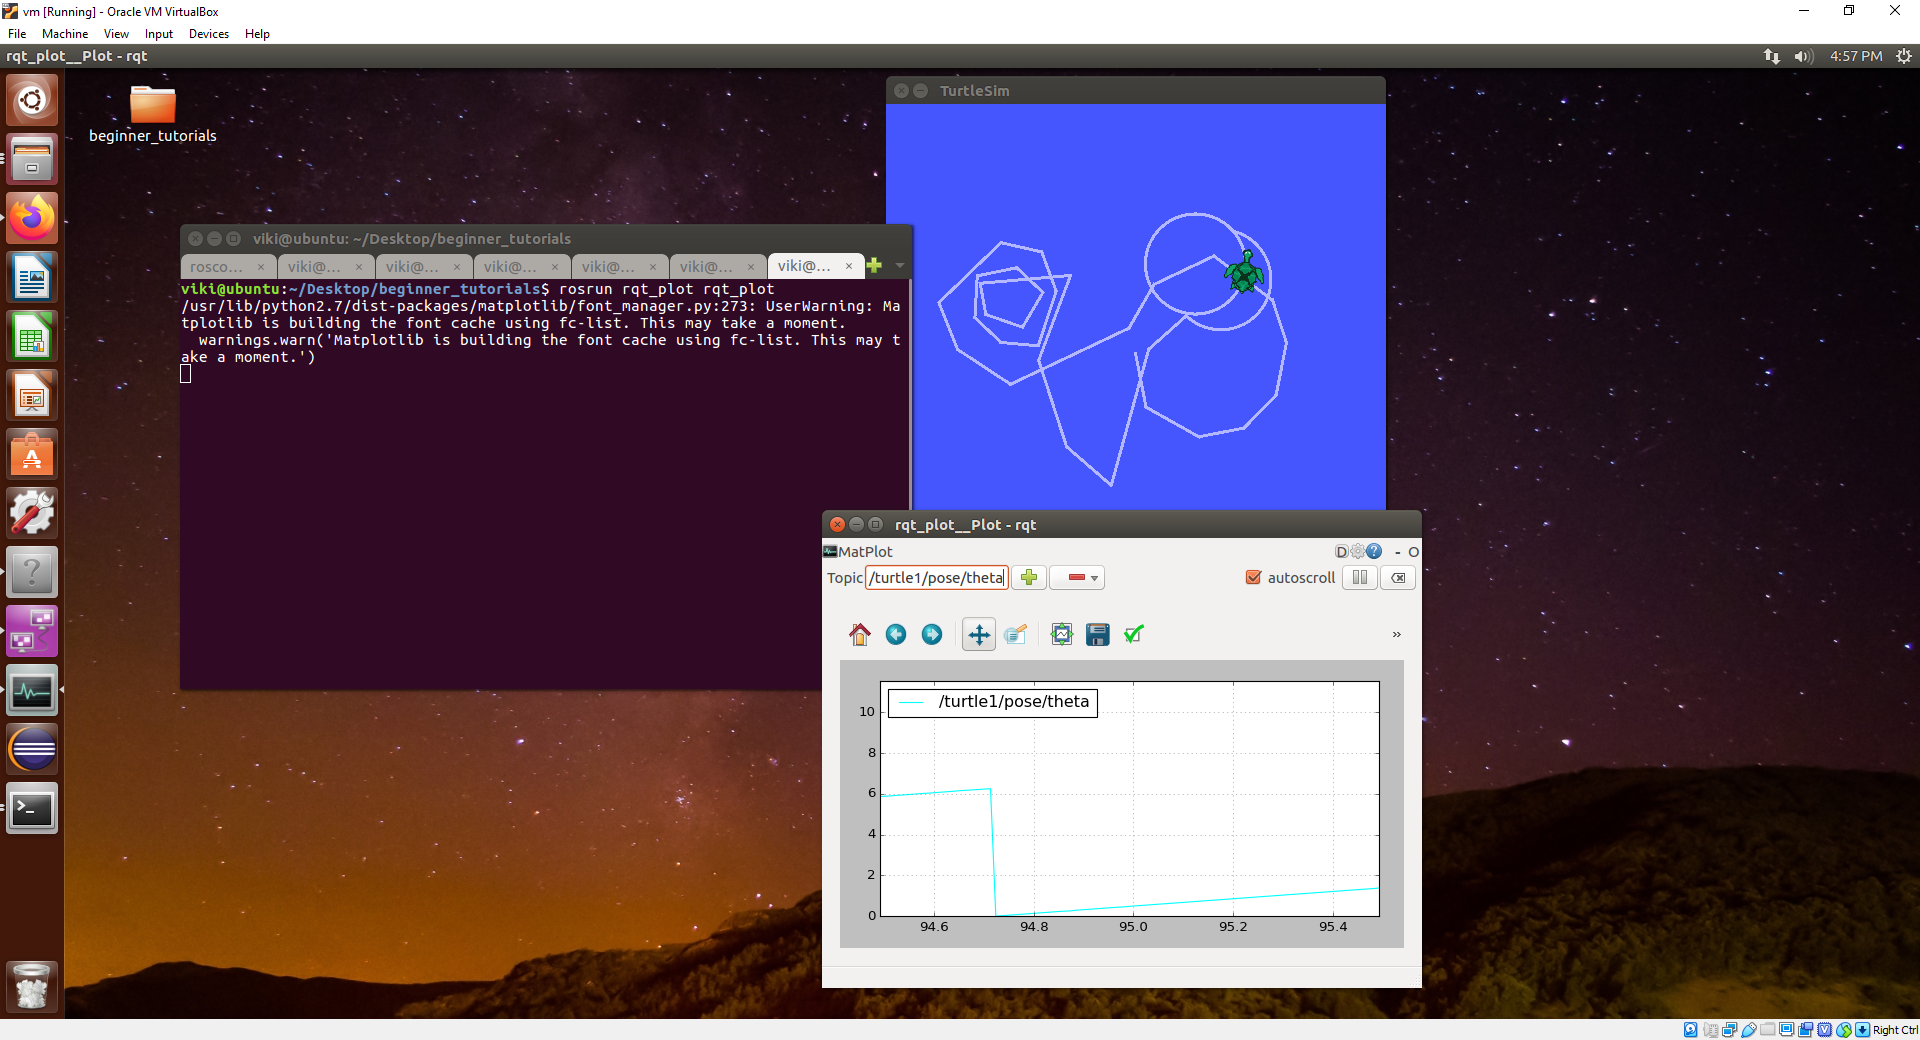 vm [Running] - Oracle VM VirtualBox
File Machine View Input Devices Help
rqt_plot__Plot - rqt
4:57 PM
beginner_tutorials
TurtleSim
viki@ubuntu: ~/Desktop/beginner_tutorials
rosco... × viki@... × viki@... × viki@... × viki@... × viki@... × viki@... ×
viki@ubuntu:~/Desktop/beginner_tutorials$ rosrun rqt_plot rqt_plot
/usr/lib/python2.7/dist-packages/matplotlib/font_manager.py:273: UserWarning: Ma
tplotlib is building the font cache using fc-list. This may take a moment.
  warnings.warn('Matplotlib is building the font cache using fc-list. This may t
ake a moment.')
rqt_plot__Plot - rqt
MatPlot
D - O
Topic /turtle1/pose/theta autoscroll
»
/turtle1/pose/theta
10
8
6
4
2
0
94.6 94.8 95.0 95.2 95.4
Right Ctrl